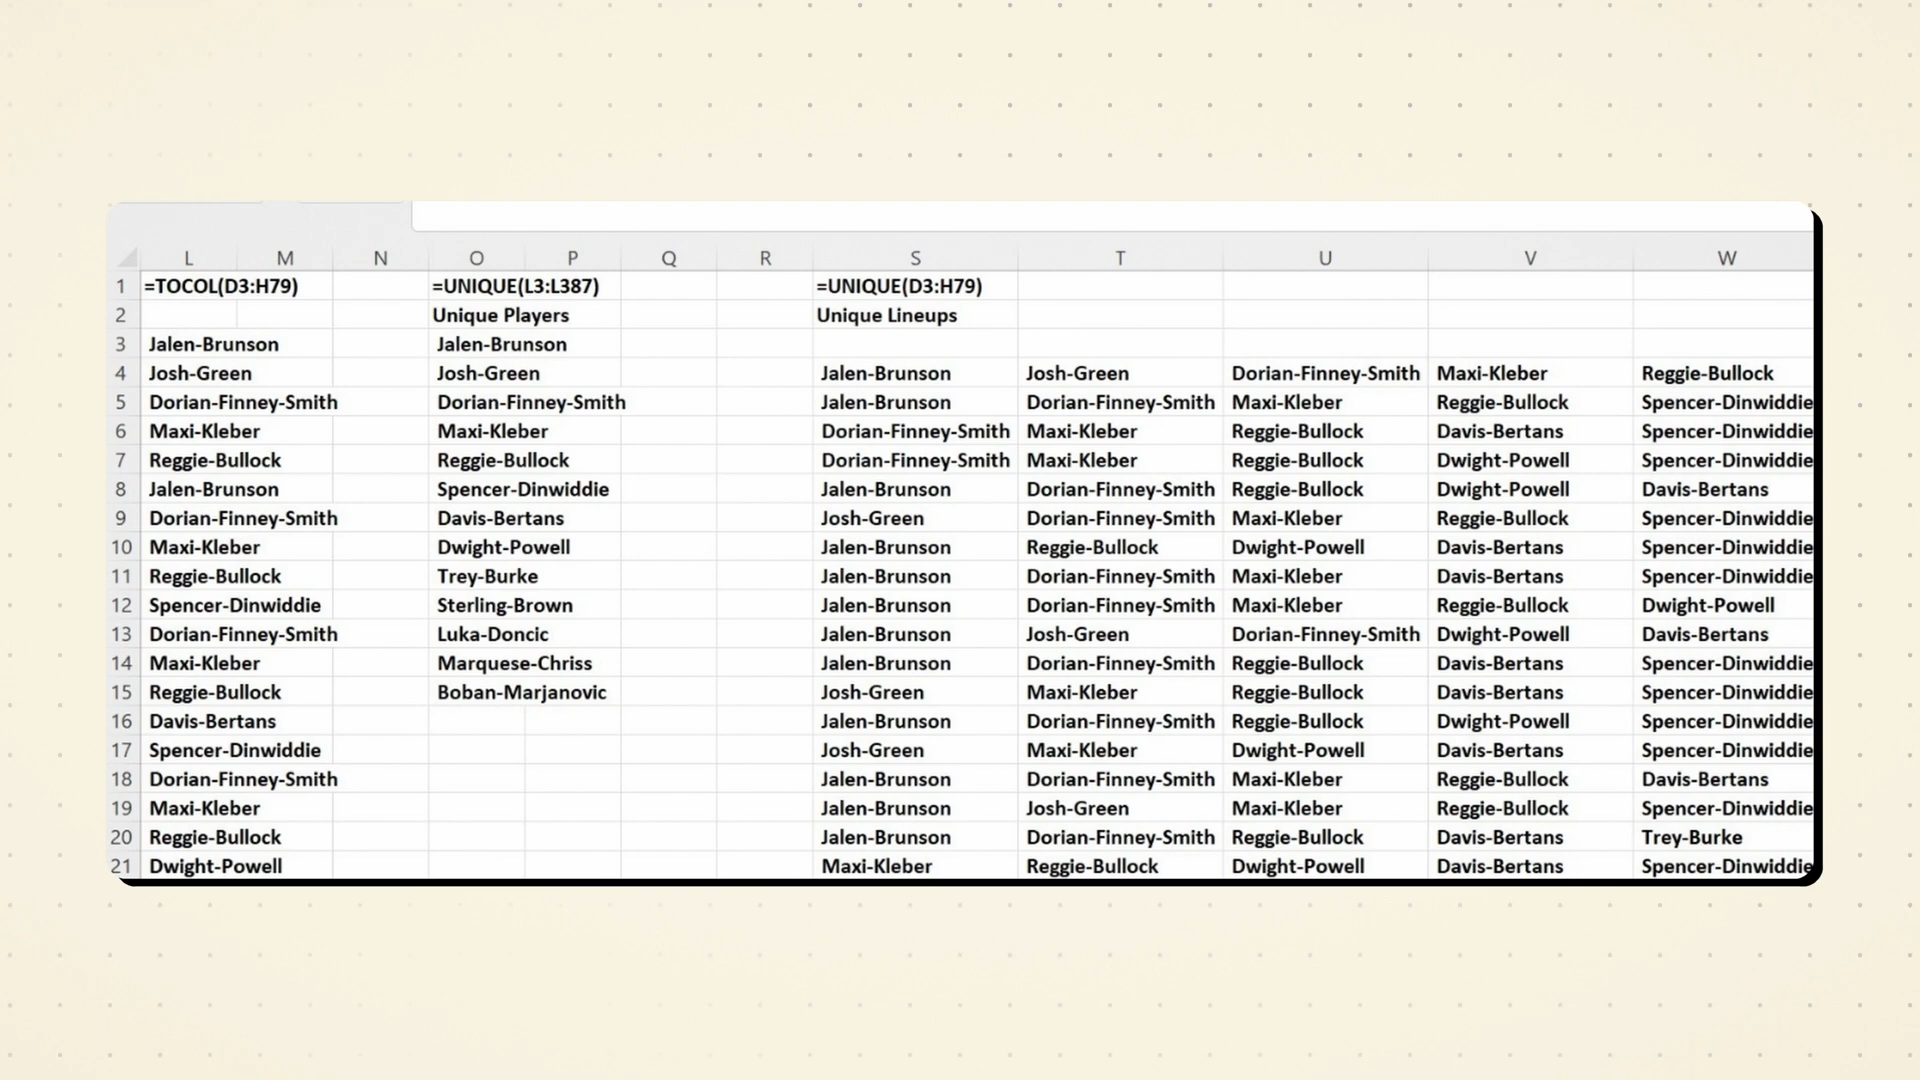 L M N O P Q R S T U V W
1 =TOCOL(D3:H79) =UNIQUE(L3:L387) =UNIQUE(D3:H79)
2 Unique Players Unique Lineups
3 Jalen-Brunson Jalen-Brunson
4 Josh-Green Josh-Green Jalen-Brunson Josh-Green Dorian-Finney-Smith Maxi-Kleber Reggie-Bullock
5 Dorian-Finney-Smith Dorian-Finney-Smith Jalen-Brunson Dorian-Finney-Smith Maxi-Kleber Reggie-Bullock Spencer-Dinwiddie
6 Maxi-Kleber Maxi-Kleber Dorian-Finney-Smith Maxi-Kleber Reggie-Bullock Davis-Bertans Spencer-Dinwiddie
7 Reggie-Bullock Reggie-Bullock Dorian-Finney-Smith Maxi-Kleber Reggie-Bullock Dwight-Powell Spencer-Dinwiddie
8 Jalen-Brunson Spencer-Dinwiddie Jalen-Brunson Dorian-Finney-Smith Reggie-Bullock Dwight-Powell Davis-Bertans
9 Dorian-Finney-Smith Davis-Bertans Josh-Green Dorian-Finney-Smith Maxi-Kleber Reggie-Bullock Spencer-Dinwiddie
10 Maxi-Kleber Dwight-Powell Jalen-Brunson Reggie-Bullock Dwight-Powell Davis-Bertans Spencer-Dinwiddie
11 Reggie-Bullock Trey-Burke Jalen-Brunson Dorian-Finney-Smith Maxi-Kleber Davis-Bertans Spencer-Dinwiddie
12 Spencer-Dinwiddie Sterling-Brown Jalen-Brunson Dorian-Finney-Smith Maxi-Kleber Reggie-Bullock Dwight-Powell
13 Dorian-Finney-Smith Luka-Doncic Jalen-Brunson Josh-Green Dorian-Finney-Smith Dwight-Powell Davis-Bertans
14 Maxi-Kleber Marquese-Chriss Jalen-Brunson Dorian-Finney-Smith Reggie-Bullock Davis-Bertans Spencer-Dinwiddie
15 Reggie-Bullock Boban-Marjanovic Josh-Green Maxi-Kleber Reggie-Bullock Davis-Bertans Spencer-Dinwiddie
16 Davis-Bertans Jalen-Brunson Dorian-Finney-Smith Reggie-Bullock Dwight-Powell Spencer-Dinwiddie
17 Spencer-Dinwiddie Josh-Green Maxi-Kleber Dwight-Powell Davis-Bertans Spencer-Dinwiddie
18 Dorian-Finney-Smith Jalen-Brunson Dorian-Finney-Smith Maxi-Kleber Reggie-Bullock Davis-Bertans
19 Maxi-Kleber Jalen-Brunson Josh-Green Maxi-Kleber Reggie-Bullock Spencer-Dinwiddie
20 Reggie-Bullock Jalen-Brunson Dorian-Finney-Smith Reggie-Bullock Davis-Bertans Trey-Burke
21 Dwight-Powell Maxi-Kleber Reggie-Bullock Dwight-Powell Davis-Bertans Spencer-Dinwiddie